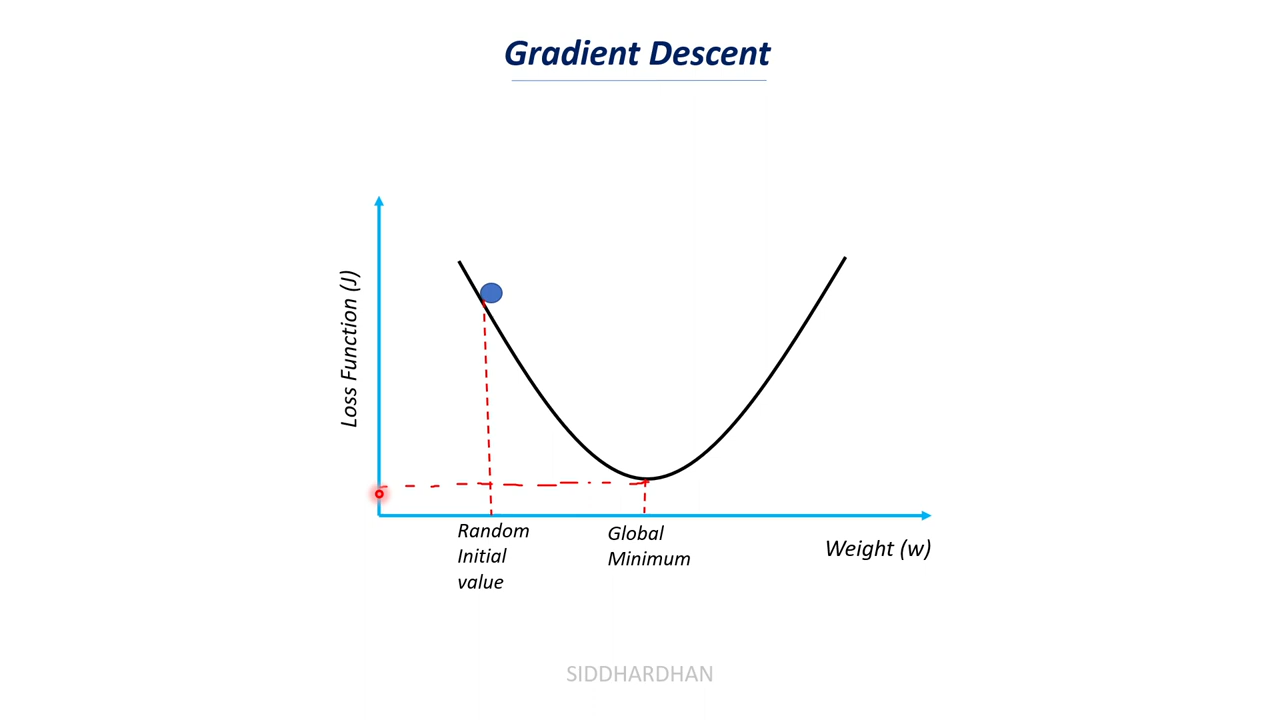 Gradient Descent
Loss Function (J)
Random
Initial
value
Global
Minimum
Weight (w)
SIDDHARDHAN